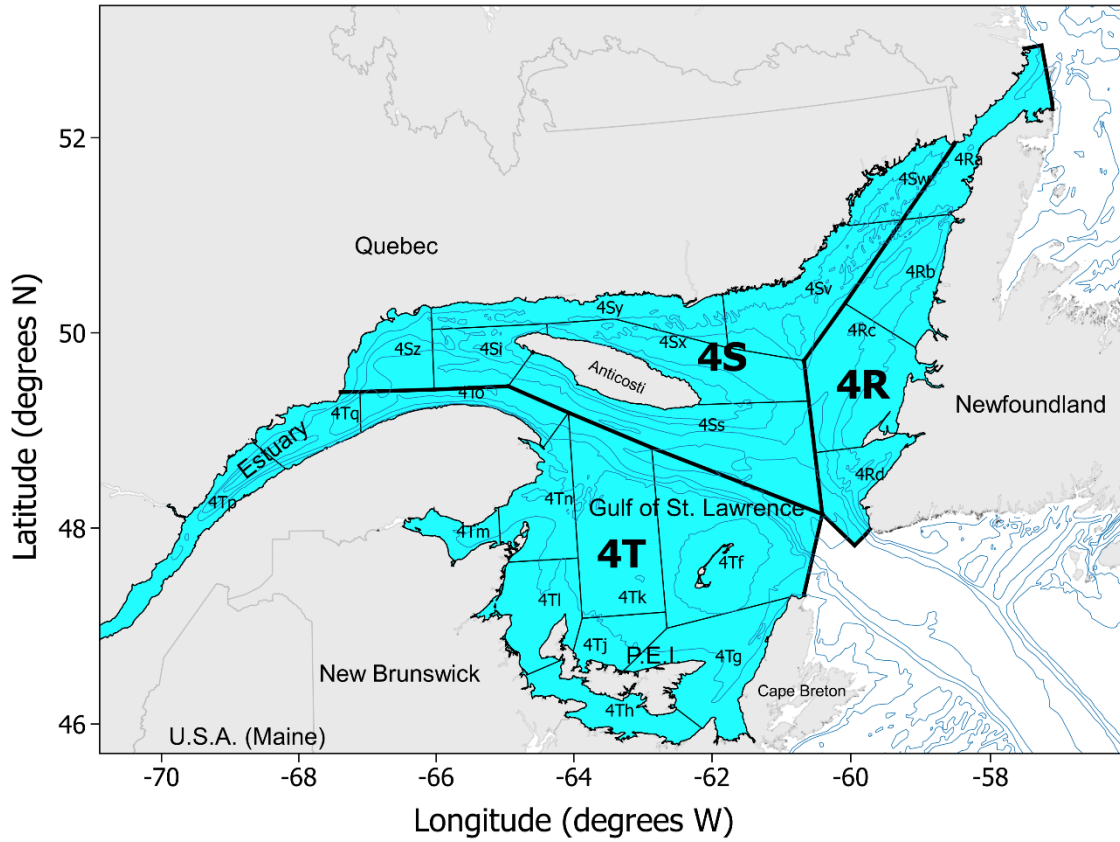 52
50
48
46
Latitude (degrees N)
4Ra
4Sw
Quebec
4Rb
4Sv
4Sy
4Rc
4Sx
4Sz
4Si
4S
Anticosti
4R
4To
Newfoundland
4Tq
4Ss
Estuary
4Rd
4Tp
4Tn
Gulf of St. Lawrence
4Tm
4T
4Tf
4Tl
4Tk
4Tj
P.E.I.
4Tg
New Brunswick
Cape Breton
4Th
U.S.A. (Maine)
-70
-68
-66
-64
-62
-60
-58
Longitude (degrees W)